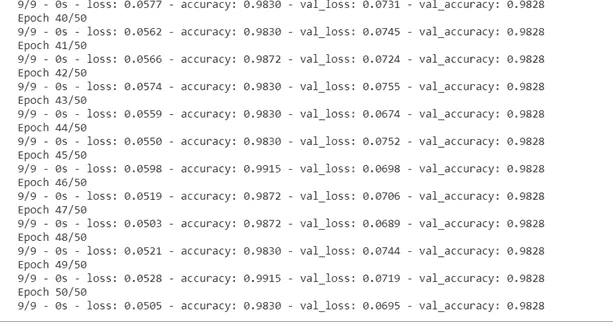 9/9 - 0s - loss: 0.0577 - accuracy: 0.9830 - val_loss: 0.0731 - val_accuracy: 0.9828
Epoch 40/50
9/9 - 0s - loss: 0.0562 - accuracy: 0.9830 - val_loss: 0.0745 - val_accuracy: 0.9828
Epoch 41/50
9/9 - 0s - loss: 0.0566 - accuracy: 0.9872 - val_loss: 0.0724 - val_accuracy: 0.9828
Epoch 42/50
9/9 - 0s - loss: 0.0574 - accuracy: 0.9830 - val_loss: 0.0755 - val_accuracy: 0.9828
Epoch 43/50
9/9 - 0s - loss: 0.0559 - accuracy: 0.9830 - val_loss: 0.0674 - val_accuracy: 0.9828
Epoch 44/50
9/9 - 0s - loss: 0.0550 - accuracy: 0.9830 - val_loss: 0.0752 - val_accuracy: 0.9828
Epoch 45/50
9/9 - 0s - loss: 0.0598 - accuracy: 0.9915 - val_loss: 0.0698 - val_accuracy: 0.9828
Epoch 46/50
9/9 - 0s - loss: 0.0519 - accuracy: 0.9872 - val_loss: 0.0706 - val_accuracy: 0.9828
Epoch 47/50
9/9 - 0s - loss: 0.0503 - accuracy: 0.9872 - val_loss: 0.0689 - val_accuracy: 0.9828
Epoch 48/50
9/9 - 0s - loss: 0.0521 - accuracy: 0.9830 - val_loss: 0.0744 - val_accuracy: 0.9828
Epoch 49/50
9/9 - 0s - loss: 0.0528 - accuracy: 0.9915 - val_loss: 0.0719 - val_accuracy: 0.9828
Epoch 50/50
9/9 - 0s - loss: 0.0505 - accuracy: 0.9830 - val_loss: 0.0695 - val_accuracy: 0.9828